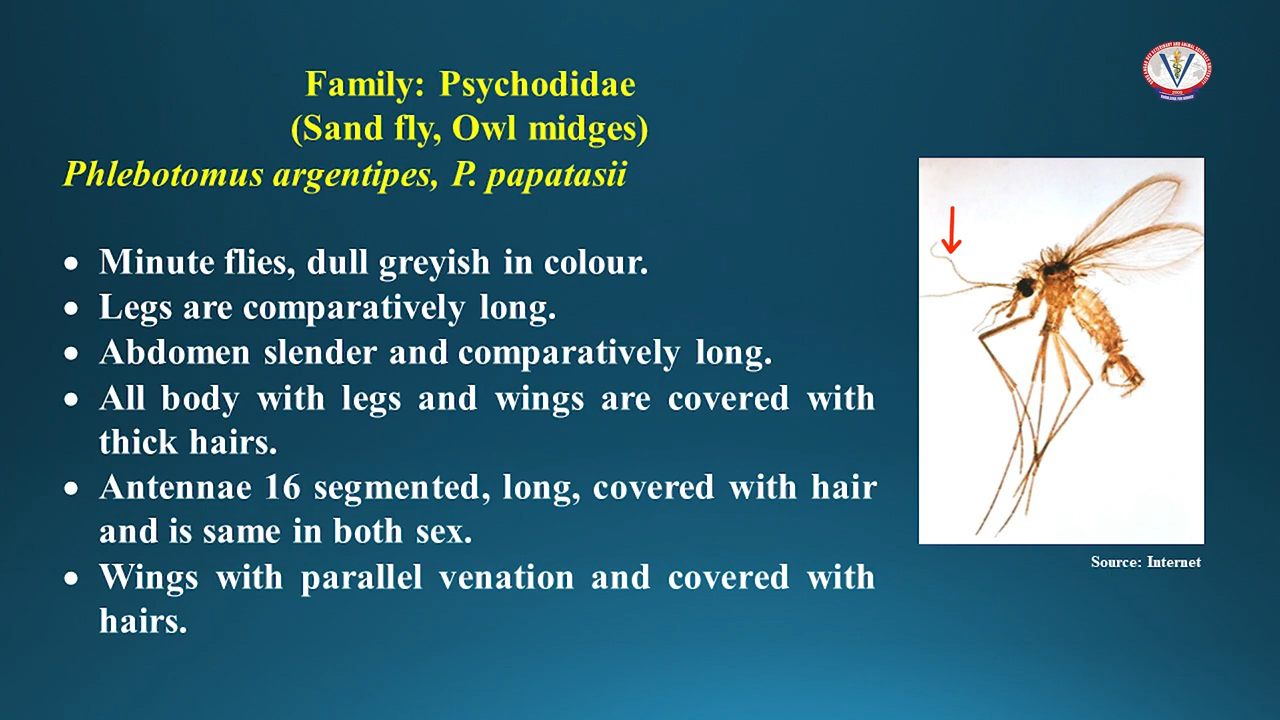 Family: Psychodidae
(Sand fly, Owl midges)
Phlebotomus argentipes, P. papatasii
• Minute flies, dull greyish in colour.
• Legs are comparatively long.
• Abdomen slender and comparatively long.
• All body with legs and wings are covered with
thick hairs.
• Antennae 16 segmented, long, covered with hair
and is same in both sex.
• Wings with parallel venation and covered with
hairs.
Source: Internet